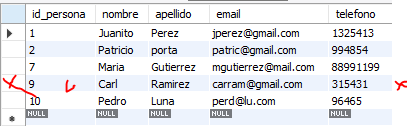 id_persona nombre apellido email telefono
1 Juanito Perez jperez@gmail.com 1325413
2 Patricio porta patric@gmail.com 994854
7 Maria Gutierrez mgutierrez@mail.com 88991199
9 Carl Ramirez carram@gmail.com 315431
10 Pedro Luna perd@lu.com 96465
NULL NULL NULL NULL NULL